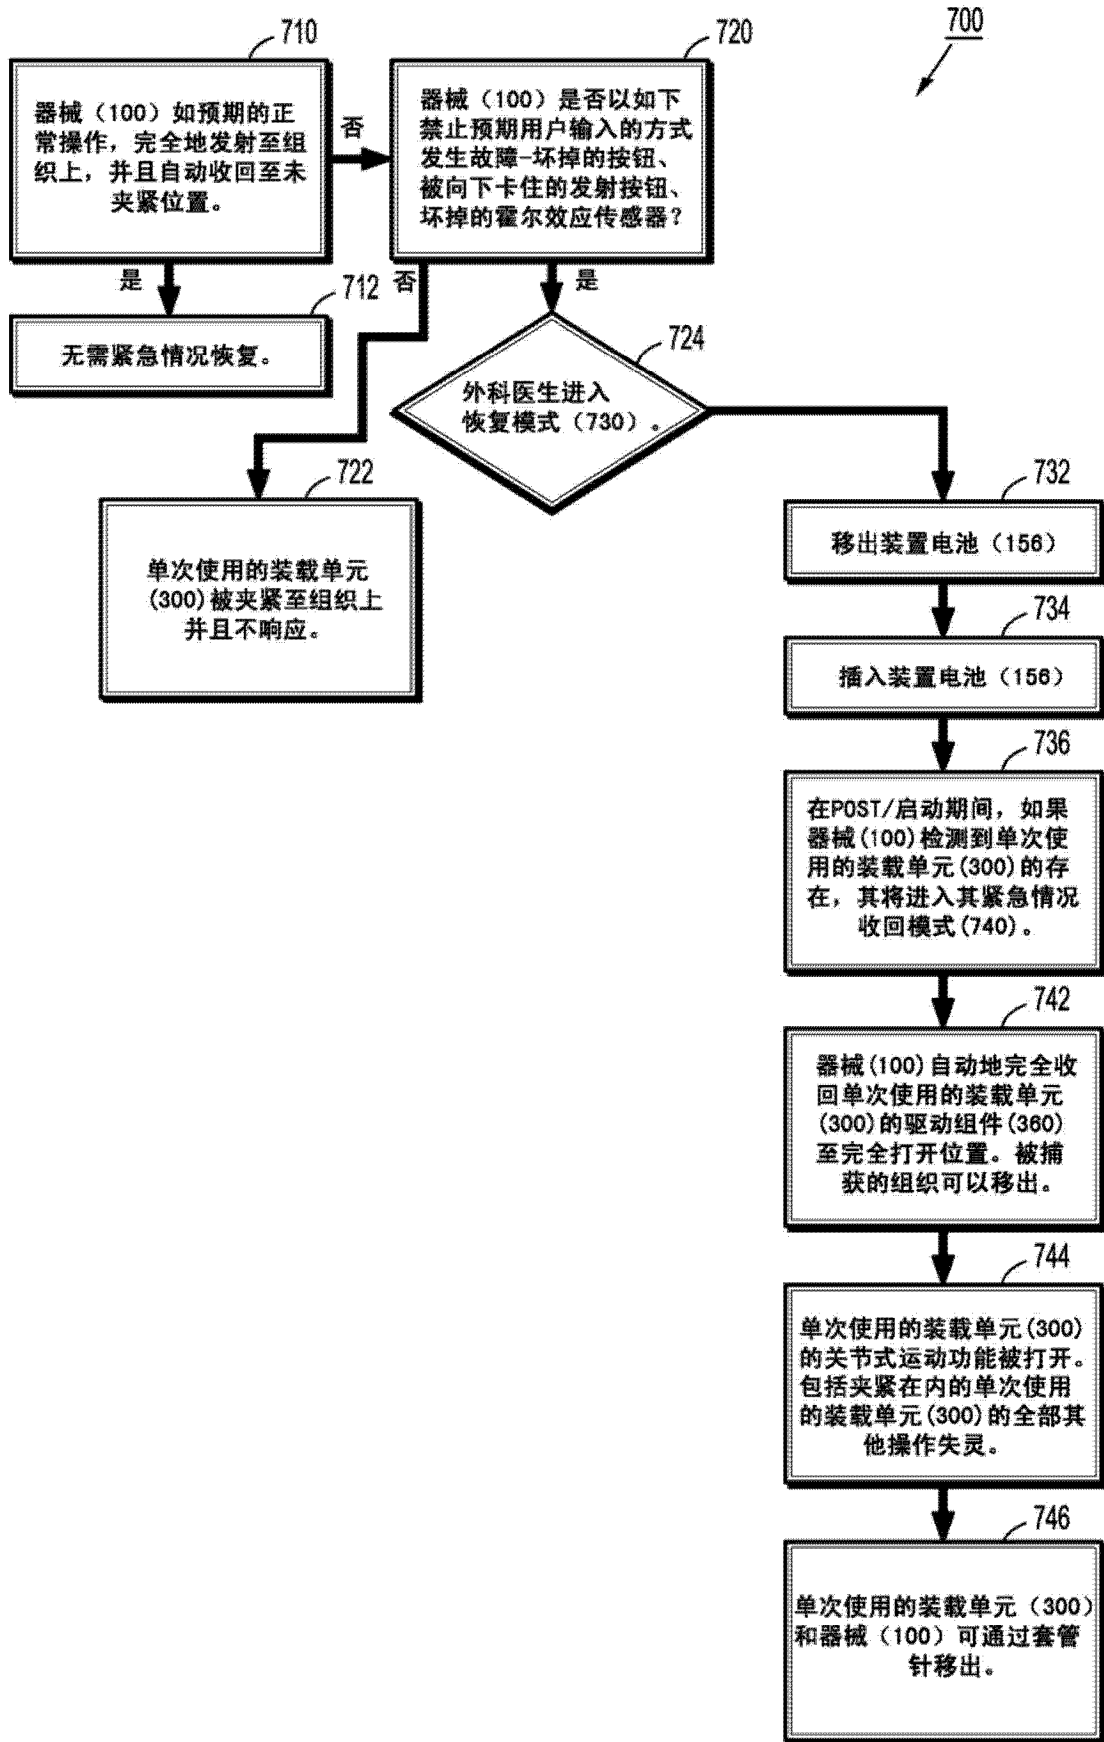 700
710
器械（100）如预期的正
常操作，完全地发射至组
织上，并且自动收回至未
夹紧位置。
否
720
器械（100）是否以如下
禁止预期用户输入的方式
发生故障-坏掉的按钮、
被向下卡住的发射按钮、
坏掉的霍尔效应传感器？
是
712
无需紧急情况恢复。
否
是
724
外科医生进入
恢复模式（730）。
722
单次使用的装载单元
(300)被夹紧至组织上
并且不响应。
732
移出装置电池（156）
734
插入装置电池（156）
736
在POST/启动期间，如果
器械(100)检测到单次使
用的装载单元(300)的存
在，其将进入其紧急情况
收回模式(740)。
742
器械(100)自动地完全收
回单次使用的装载单元
(300)的驱动组件(360)
至完全打开位置。被捕
获的组织可以移出。
744
单次使用的装载单元(300)
的关节式运动功能被打开。
包括夹紧在内的单次使用
的装载单元(300)的全部其
他操作失灵。
746
单次使用的装载单元（300）
和器械（100）可通过套管
针移出。